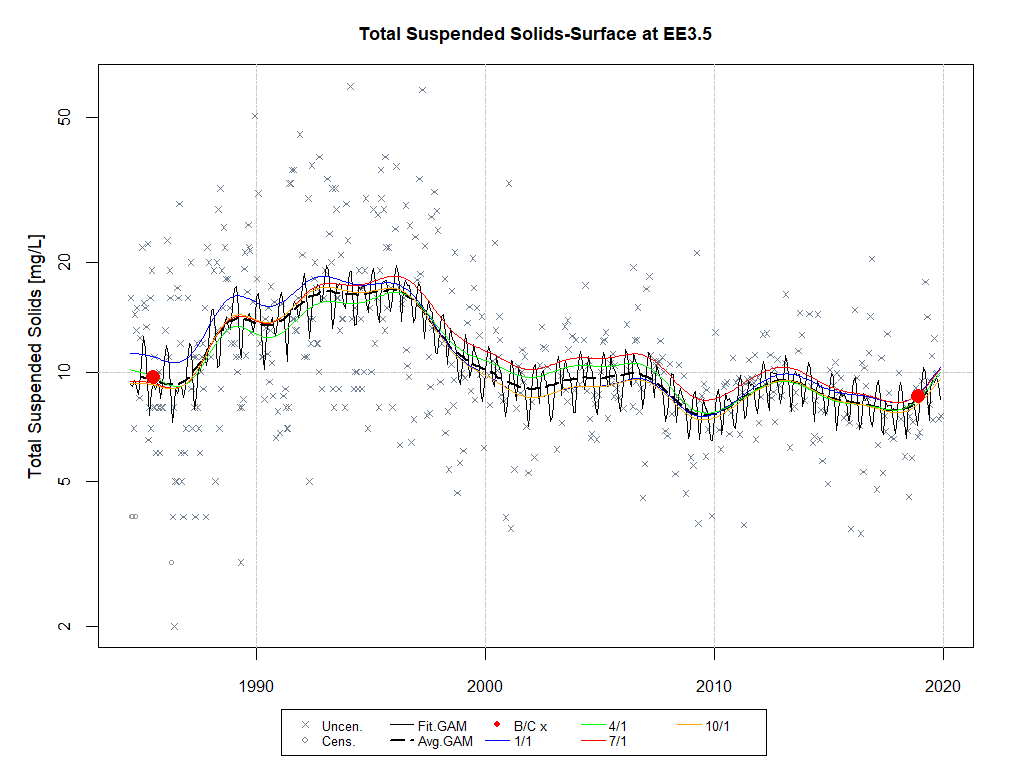 Total Suspended Solids-Surface at EE3.5
Total Suspended Solids [mg/L]
50
20
10
5
2
1990 2000 2010 2020
Uncen. Fit.GAM B/C x 4/1 10/1
Cens. Avg.GAM 1/1 7/1